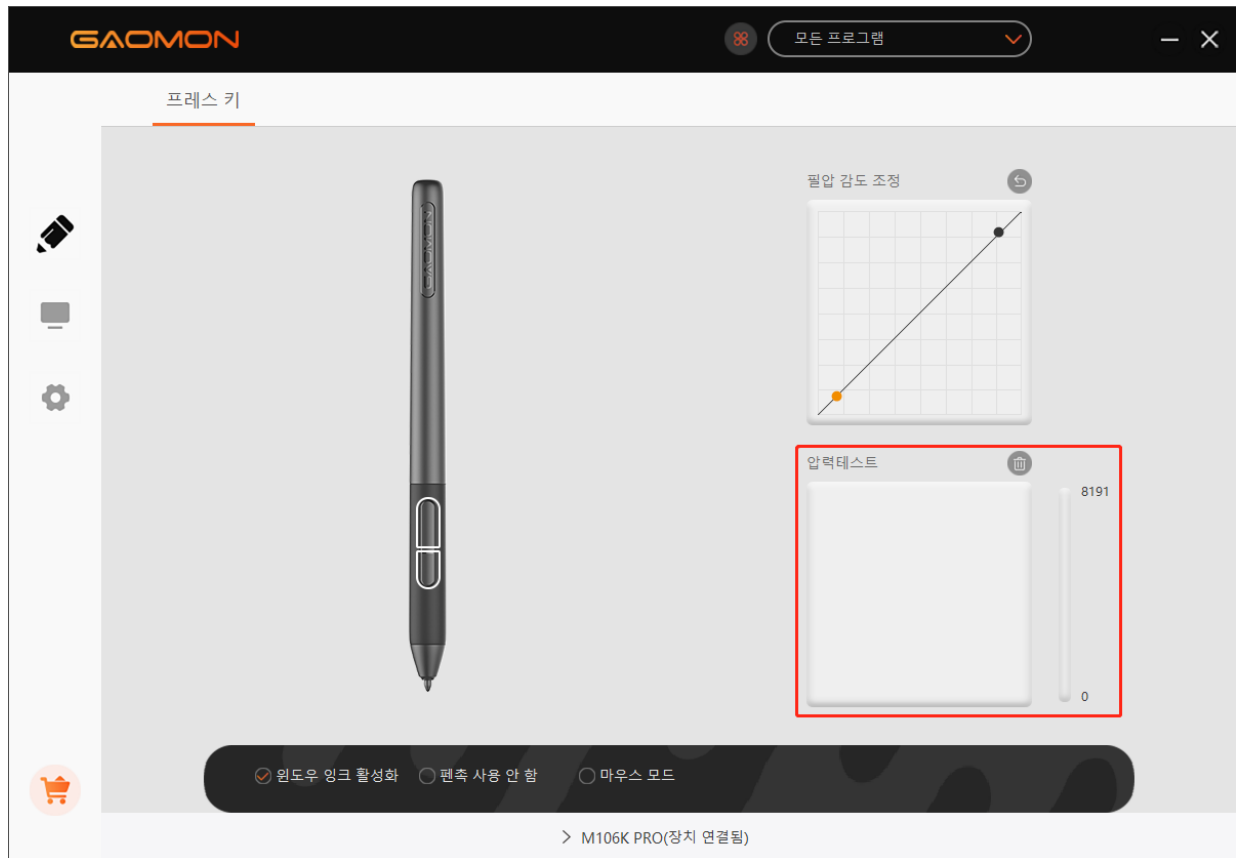 GAOMON
모든 프로그램
프레스 키
GAOMON
필압 감도 조정
압력테스트
8191
0
윈도우 잉크 활성화 펜촉 사용 안 함 마우스 모드
> M106K PRO(장치 연결됨)